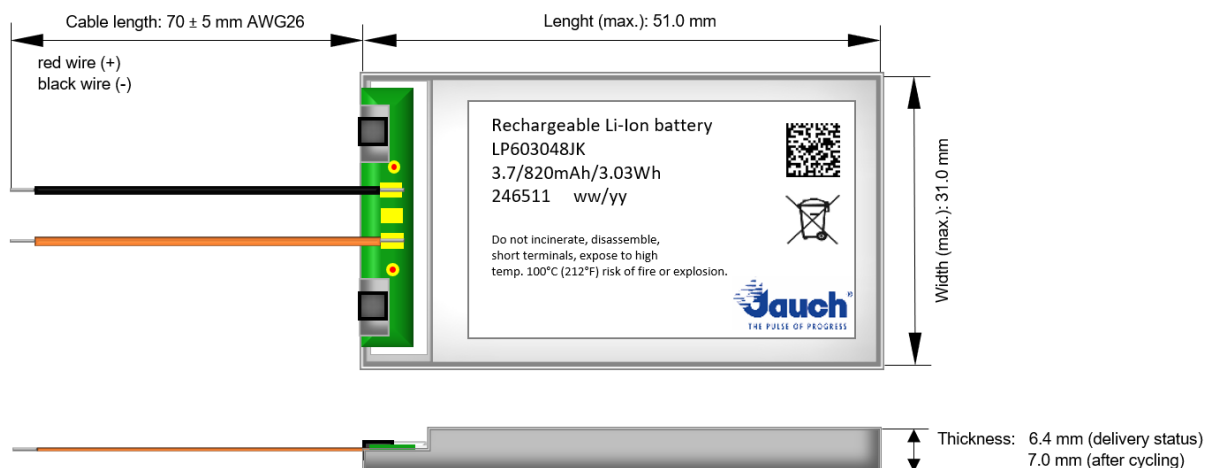 Cable length: 70 ± 5 mm AWG26
Lenght (max.): 51.0 mm
red wire (+)
black wire (-)
Rechargeable Li-Ion battery
LP603048JK
3.7/820mAh/3.03Wh
246511 ww/yy
Do not incinerate, disassemble,
short terminals, expose to high
temp. 100°C (212°F) risk of fire or explosion.
Jauch®
THE PULSE OF PROGRESS
Width (max.): 31.0 mm
Thickness: 6.4 mm (delivery status)
7.0 mm (after cycling)